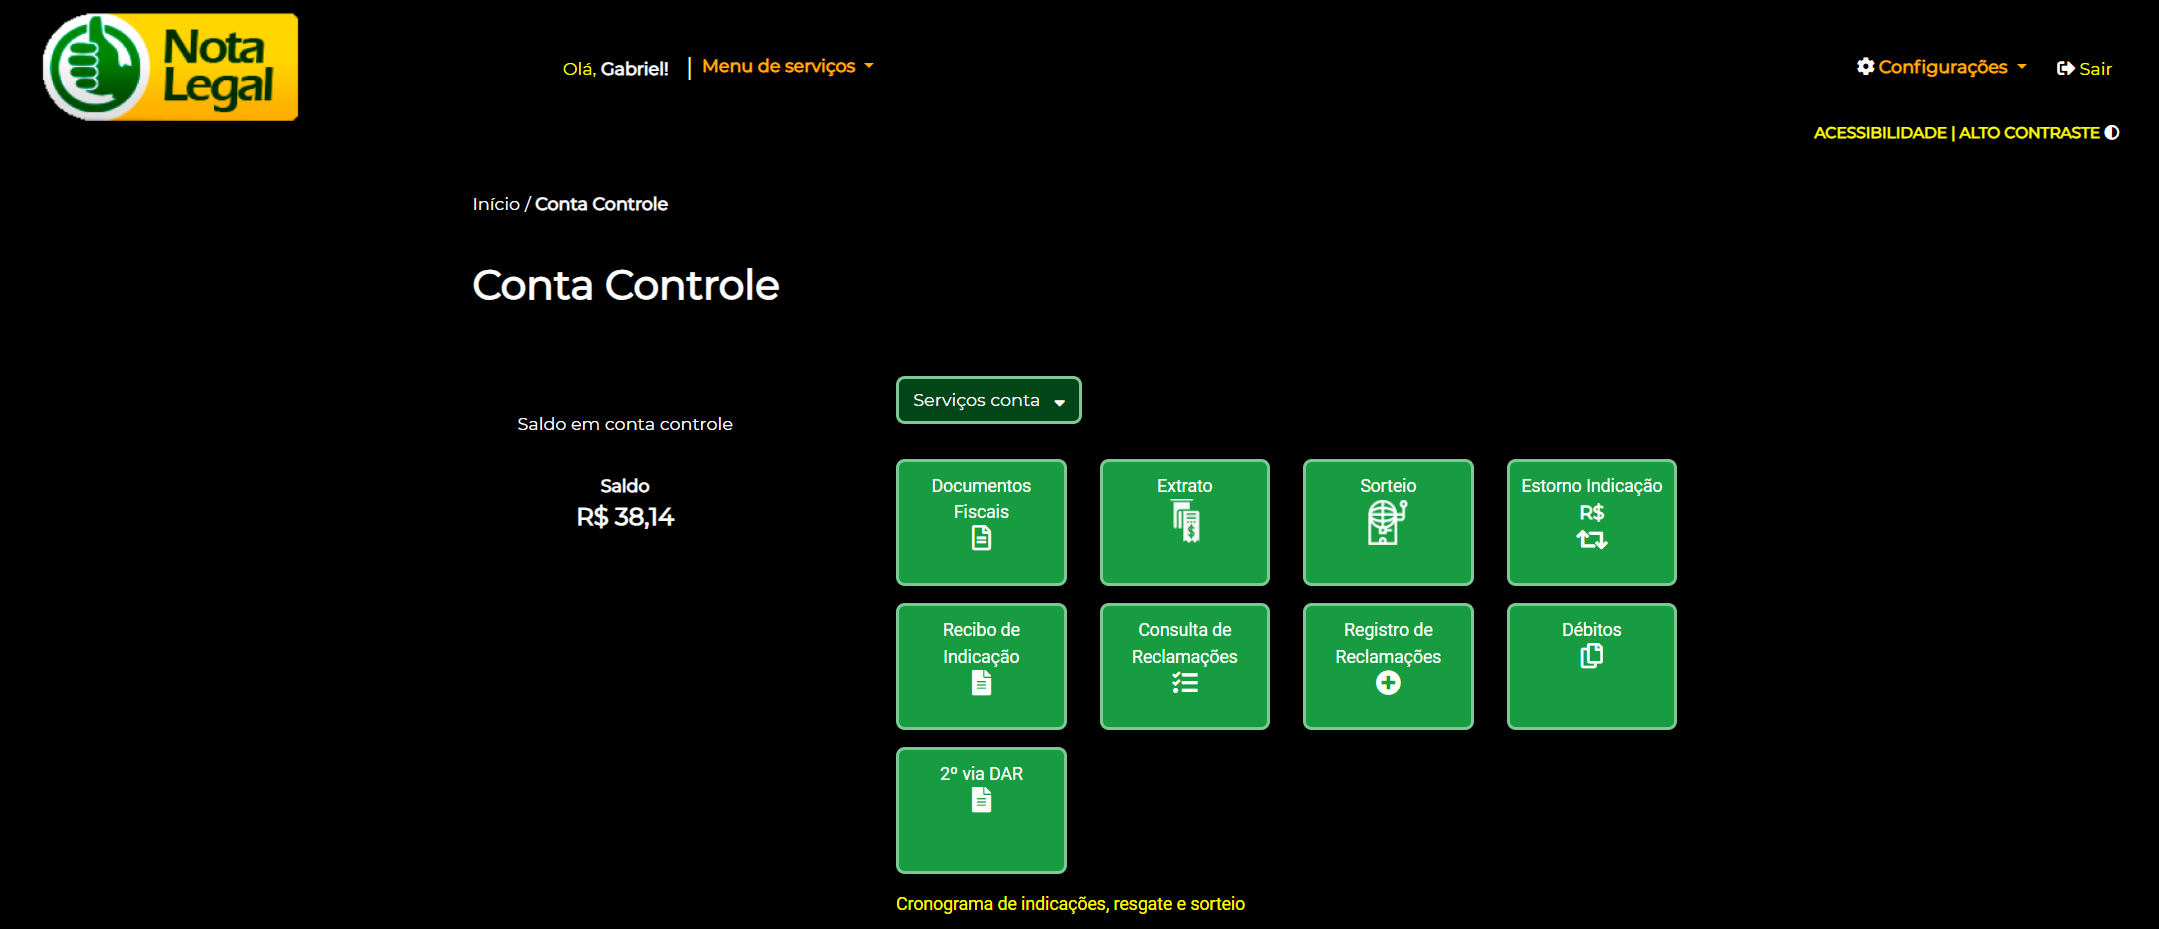 Nota
Legal
Olá, Gabriel! | Menu de serviços
Configurações
Sair
ACESSIBILIDADE | ALTO CONTRASTE
Início / Conta Controle
Conta Controle
Saldo em conta controle
Saldo
R$ 38,14
Serviços conta
Documentos
Fiscais
Extrato
Sorteio
Estorno Indicação
R$
Recibo de
Indicação
Consulta de
Reclamações
Registro de
Reclamações
Débitos
2º via DAR
Cronograma de indicações, resgate e sorteio